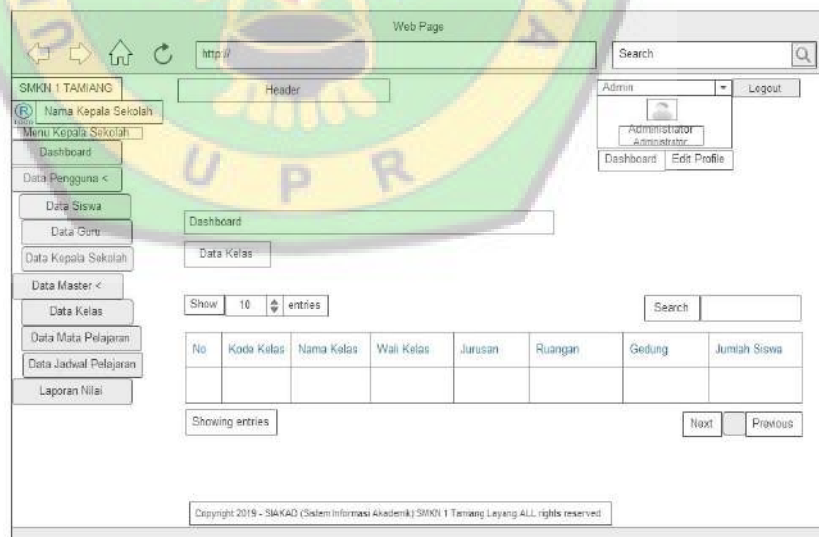 Web Page
http://
Search
SMKN 1 TAMIANG
Header
Admin
Logout
Nama Kepala Sekolah
Menu Kepala Sekolah
Administrator
Administrator
Dashboard
Edit Profile
Dashboard
Data Pengguna <
Data Siswa
Data Guru
Data Kepala Sekolah
Data Master <
Data Kelas
Data Mata Pelajaran
Data Jadwal Pelajaran
Laporan Nilai
UPR
Dashboard
Data Kelas
Show 10 entries
Search
No Kode Kelas Nama Kelas Wali Kelas Jurusan Ruangan Gedung Jumlah Siswa
Showing entries
Next Previous
Copyright 2019 - SIAKAD (Sistem Informasi Akademik) SMKN 1 Tamiang Layang ALL rights reserved